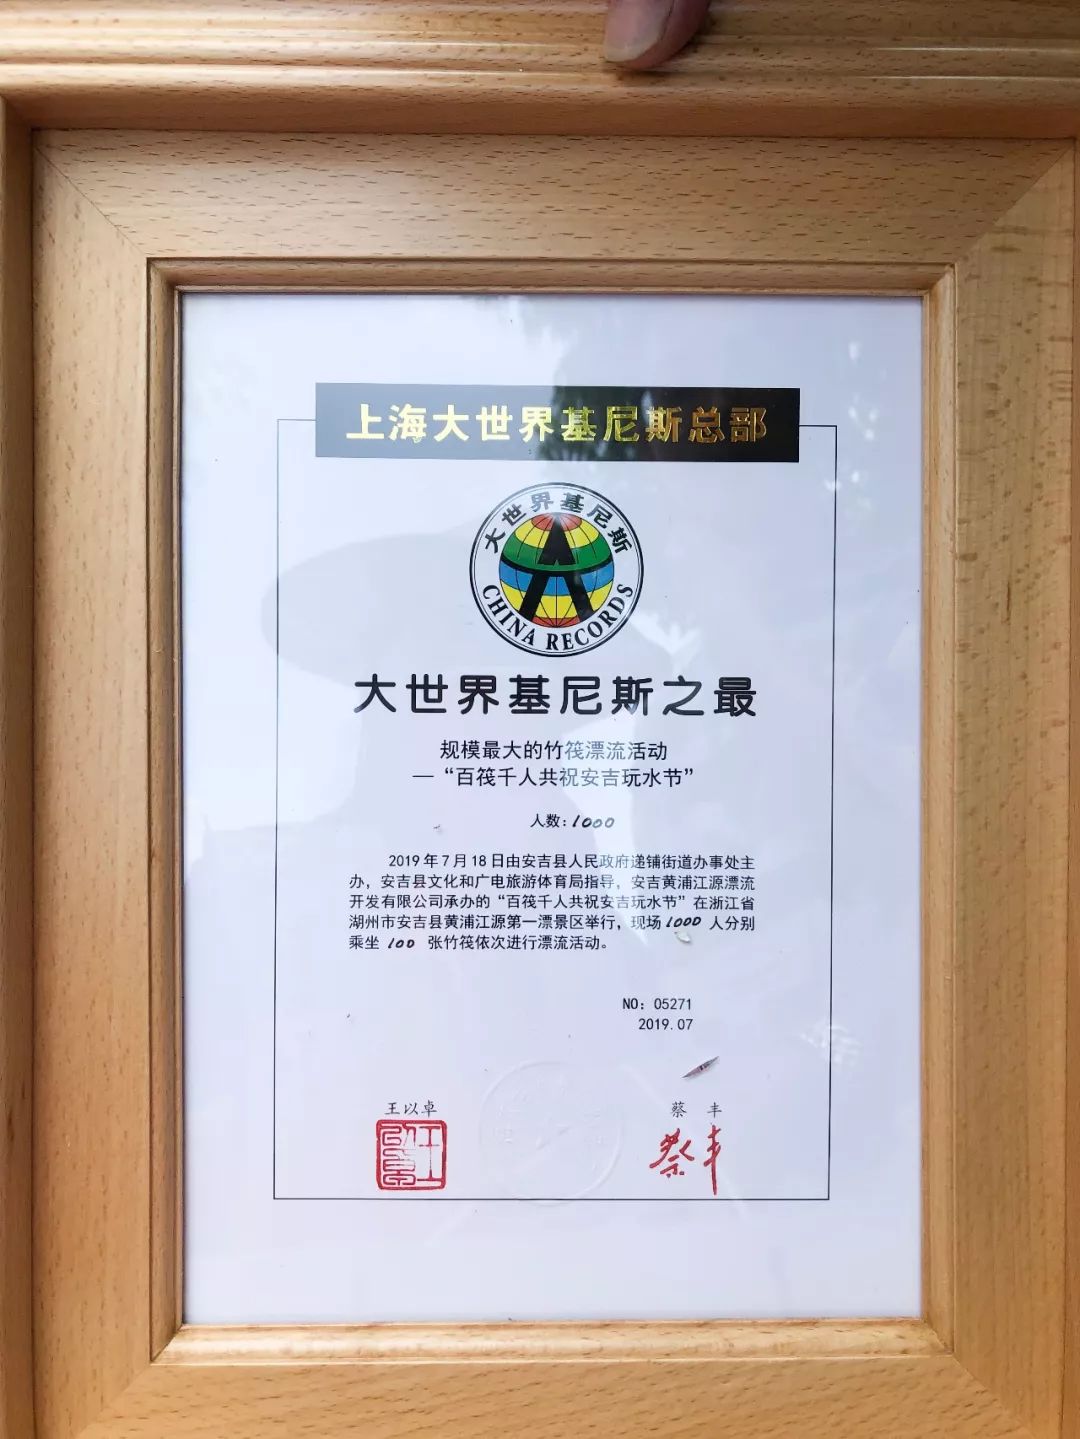 上海大世界基尼斯总部
大世界基尼斯
CHINA RECORDS
大世界基尼斯之最
规模最大的竹筏漂流活动
—“百筏千人共祝安吉玩水节”
人数:1000
2019年7月18日由安吉县人民政府递铺街道办事处主
办，安吉县文化和广电旅游体育局指导，安吉黄浦江源漂流
开发有限公司承办的“百筏千人共祝安吉玩水节”在浙江省
湖州市安吉县黄浦江源第一漂景区举行，现场1000人分别
乘坐100张竹筏依次进行漂流活动。
NO: 05271
2019.07
王以卓
蔡 丰
蔡丰